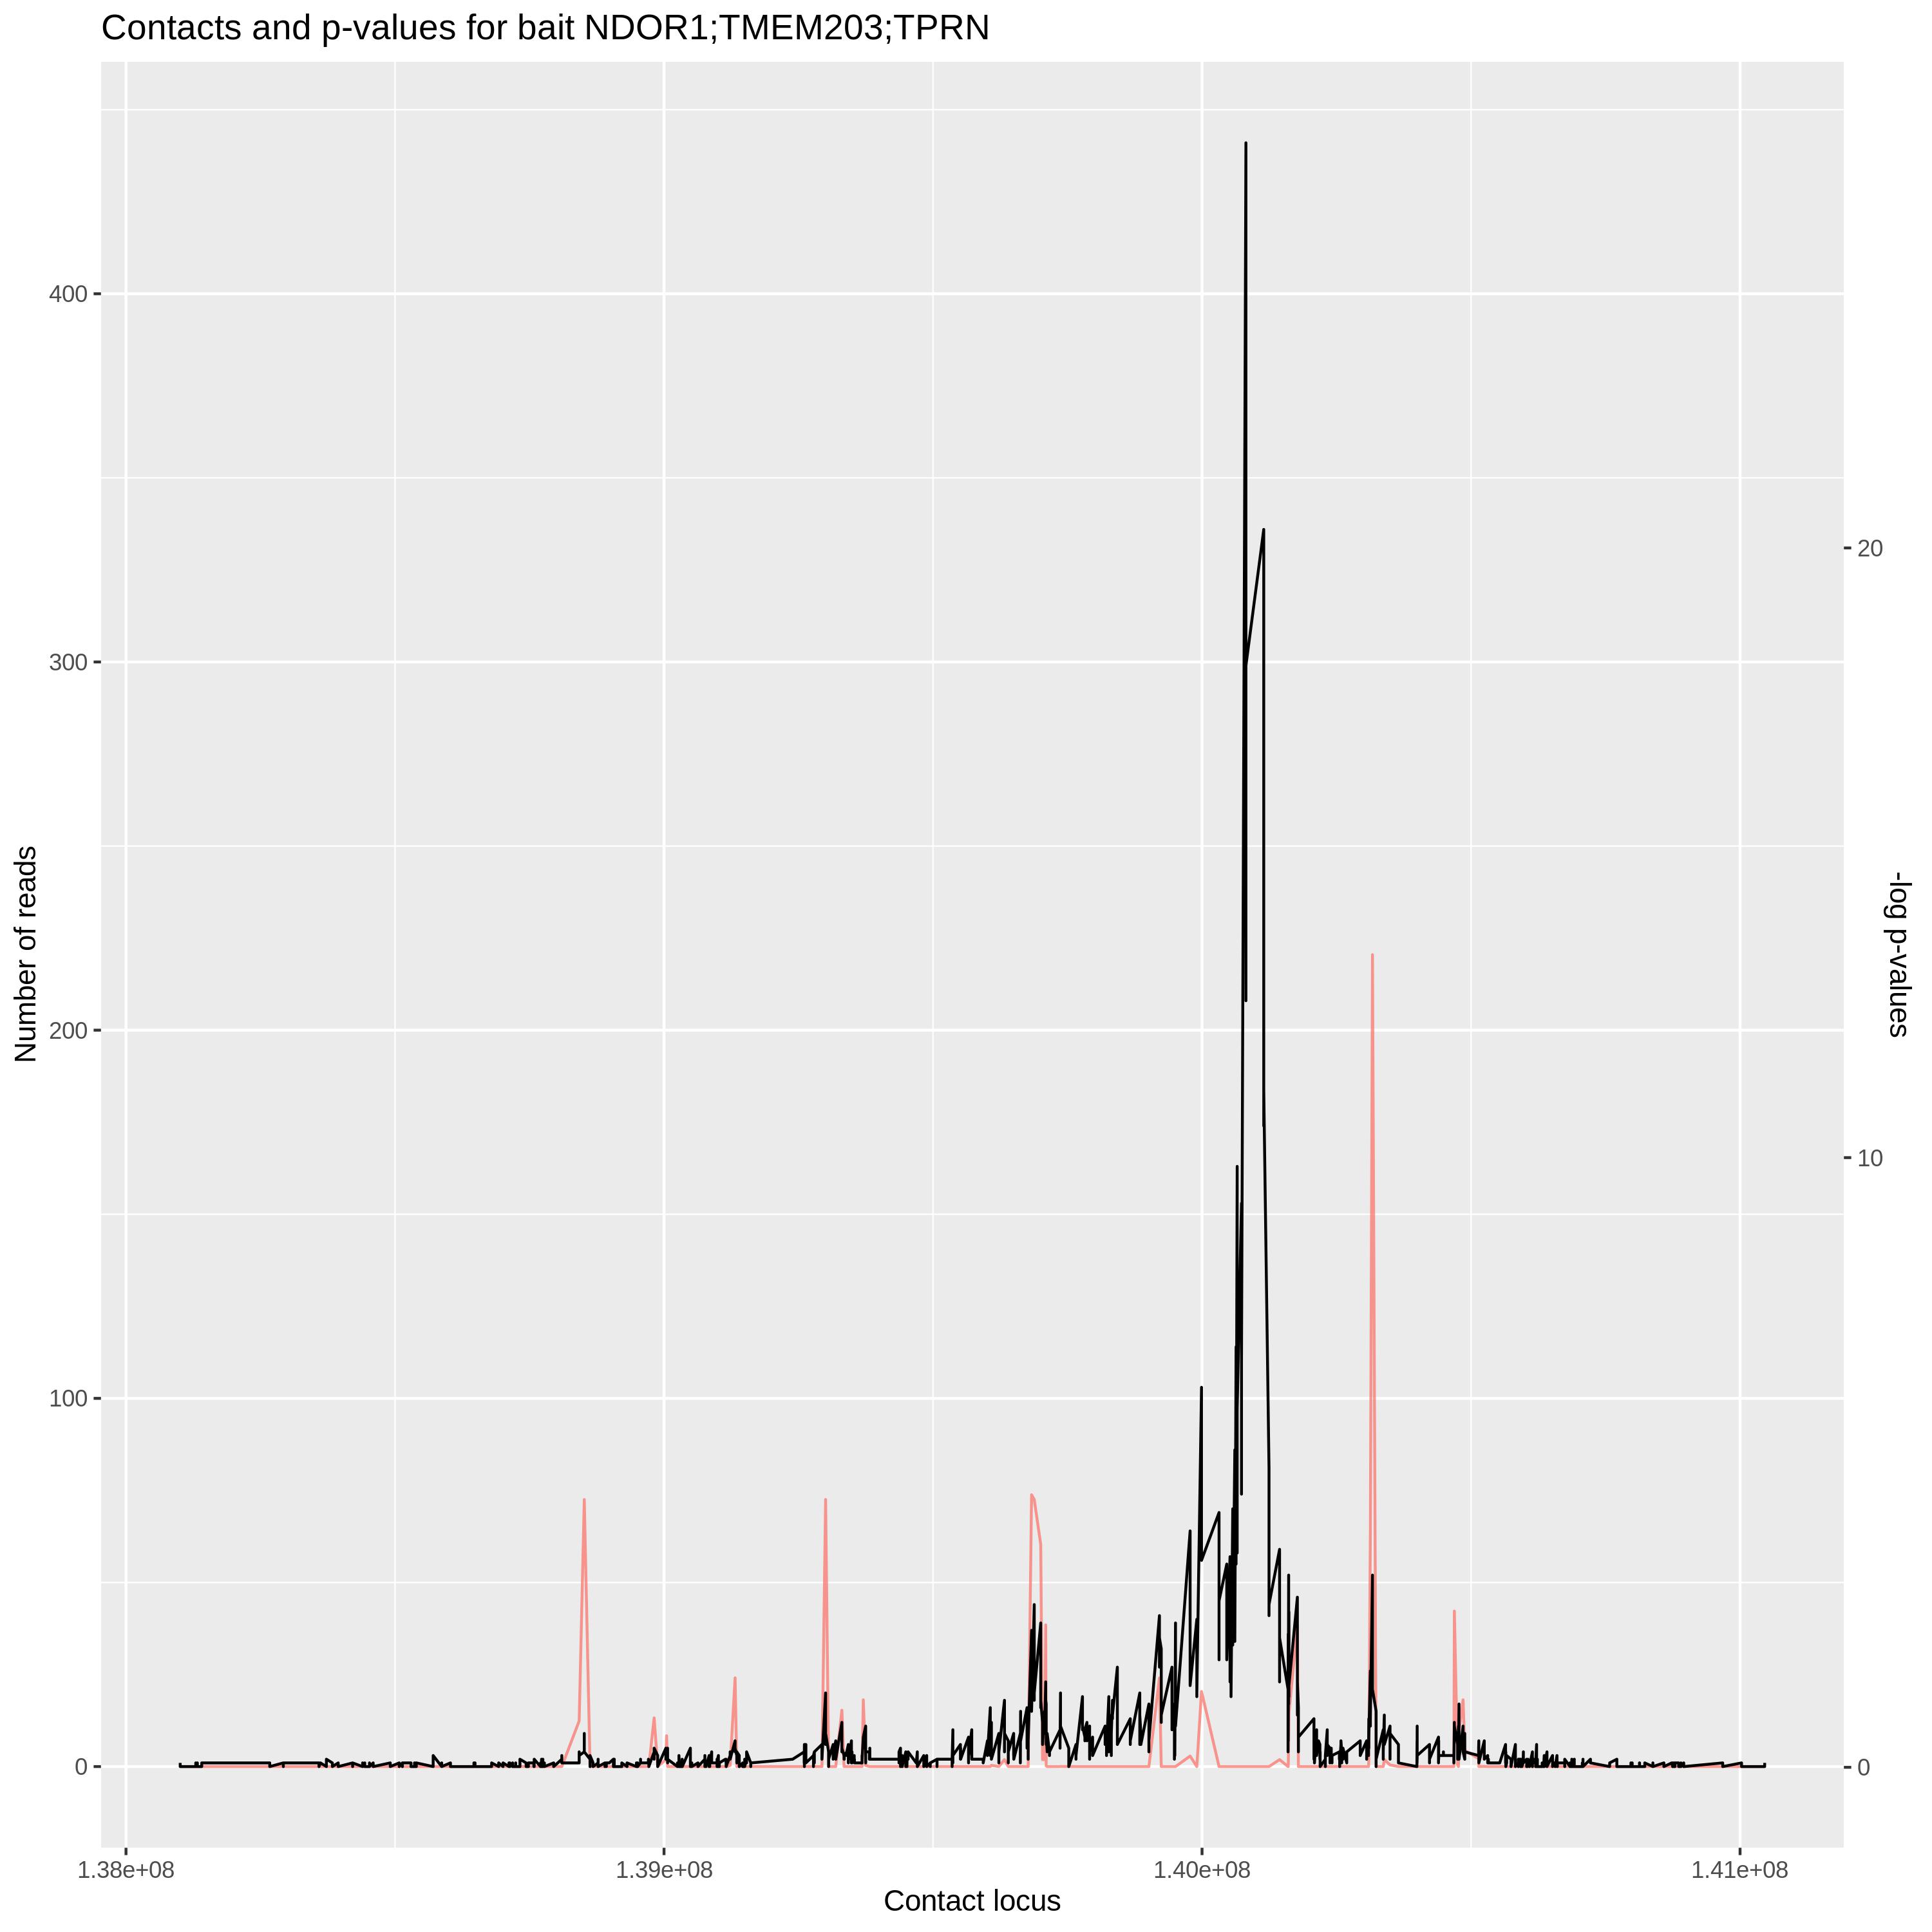 Contacts and p-values for bait NDOR1;TMEM203;TPRN
400
300
200
100
0
Number of reads
20
10
0
-log p-values
1.38e+08
1.39e+08
1.40e+08
1.41e+08
Contact locus